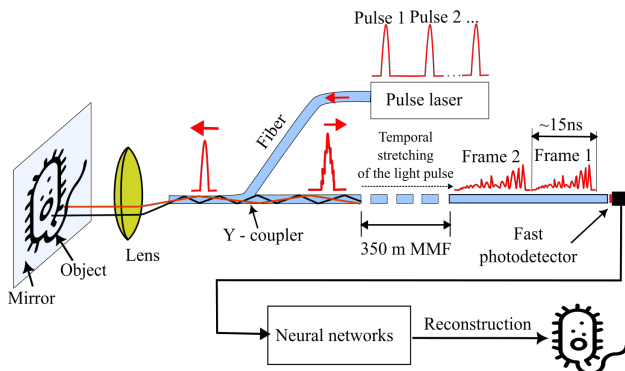 Pulse 1 Pulse 2 ...
Pulse laser
Fiber
~15ns
Temporal
stretching
of the light pulse
Frame 2
Frame 1
Lens
Y - coupler
350 m MMF
Fast
photodetector
Object
Mirror
Neural networks
Reconstruction